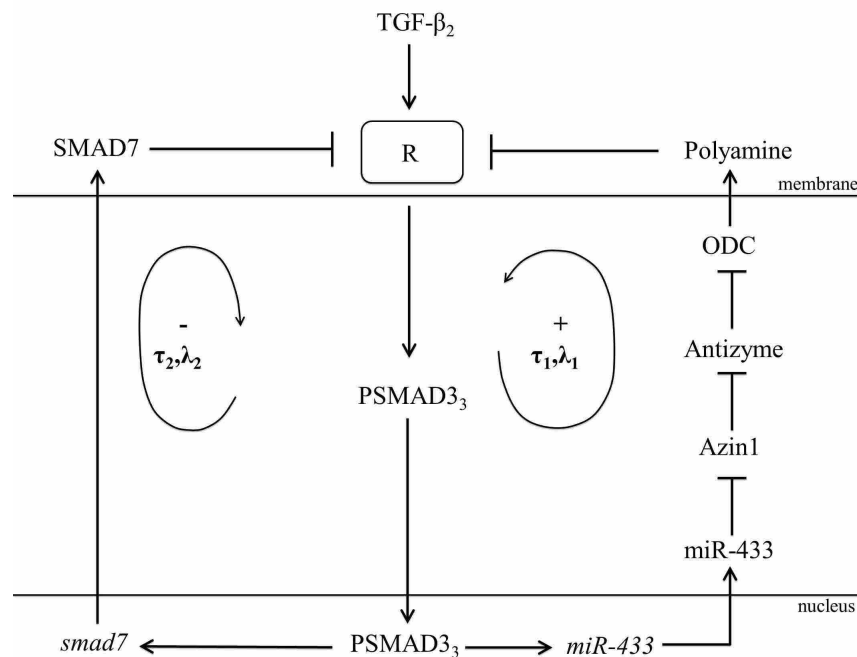 TGF-β₂
SMAD7
R
Polyamine
membrane
ODC
-
τ₂,λ₂
+
τ₁,λ₁
Antizyme
PSMAD3₃
Azin1
miR-433
nucleus
smad7
PSMAD3₃
miR-433